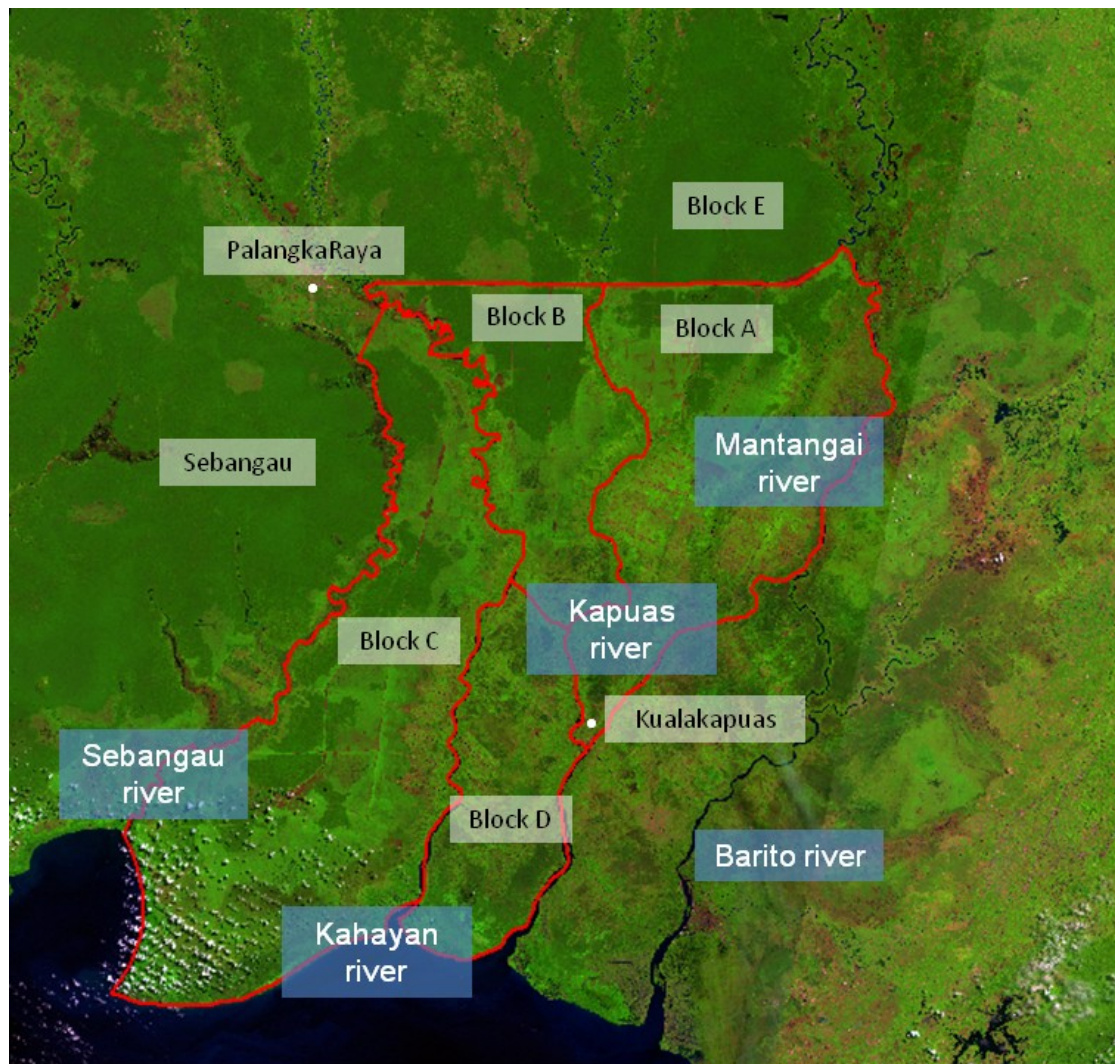 Block E
PalangkaRaya
Block B
Block A
Mantangai
river
Sebangau
Kapuas
river
Block C
Kualakapuas
Sebangau
river
Block D
Barito river
Kahayan
river